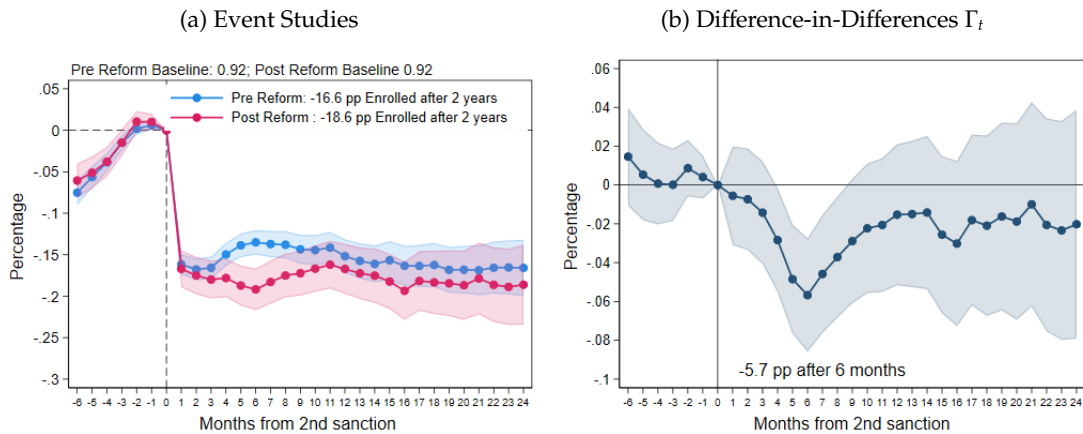 (a) Event Studies
Pre Reform Baseline: 0.92; Post Reform Baseline 0.92
Pre Reform: -16.6 pp Enrolled after 2 years
Post Reform : -18.6 pp Enrolled after 2 years
Percentage
.05
0
-.05
-.1
-.15
-.2
-.25
-.3
-6 -5 -4 -3 -2 -1 0 1 2 3 4 5 6 7 8 9 10 11 12 13 14 15 16 17 18 19 20 21 22 23 24
Months from 2nd sanction
(b) Difference-in-Differences Γt
Percentage
.06
.04
.02
0
-.02
-.04
-.06
-.08
-.1
-5.7 pp after 6 months
-6 -5 -4 -3 -2 -1 0 1 2 3 4 5 6 7 8 9 10 11 12 13 14 15 16 17 18 19 20 21 22 23 24
Months from 2nd sanction